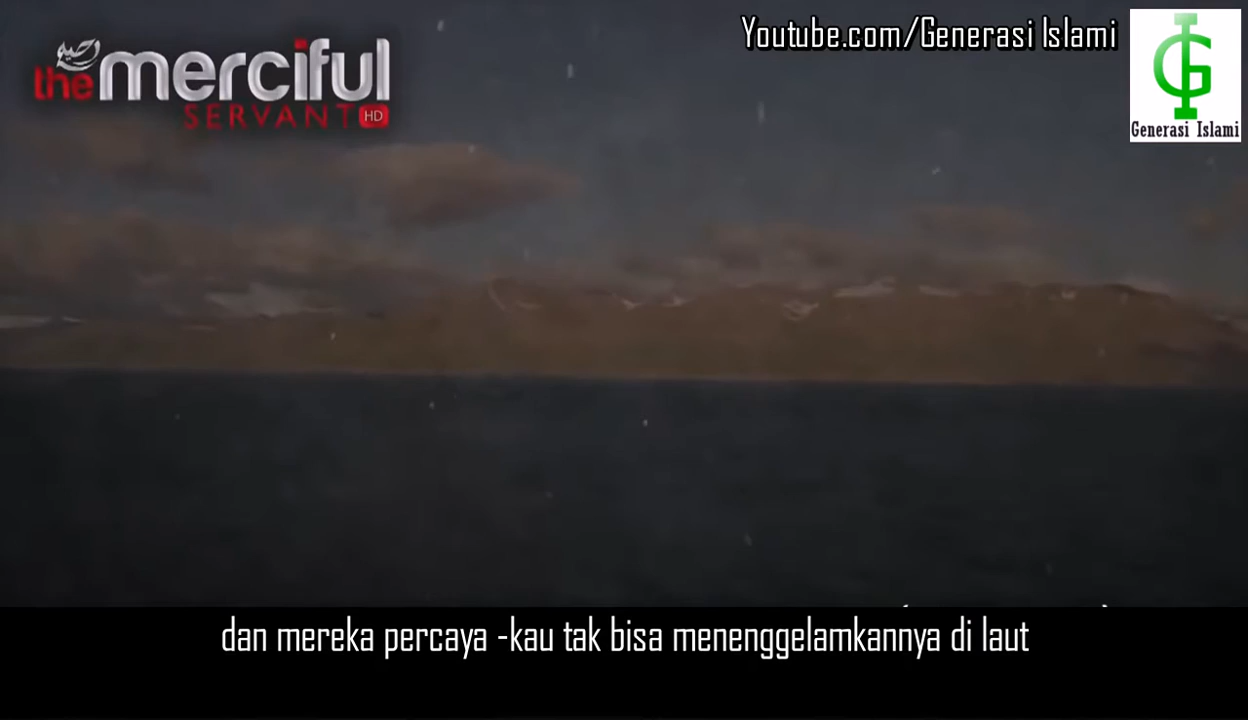 the merciful
SERVANT HD
Youtube.com/Generasi Islami
GI
Generasi Islami
dan mereka percaya -kau tak bisa menenggelamkannya di laut